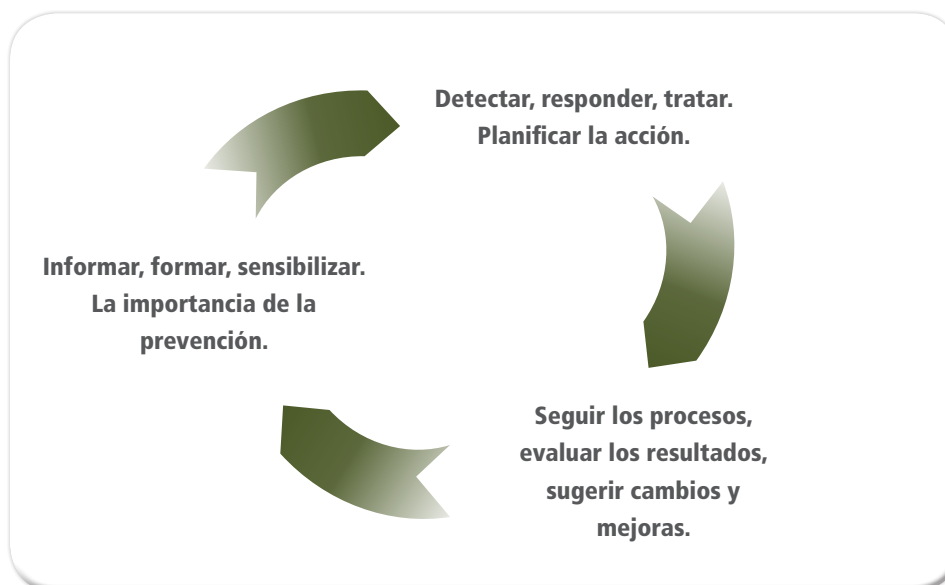 Detectar, responder, tratar.
Planificar la acción.
Informar, formar, sensibilizar.
La importancia de la
prevención.
Seguir los procesos,
evaluar los resultados,
sugerir cambios y
mejoras.